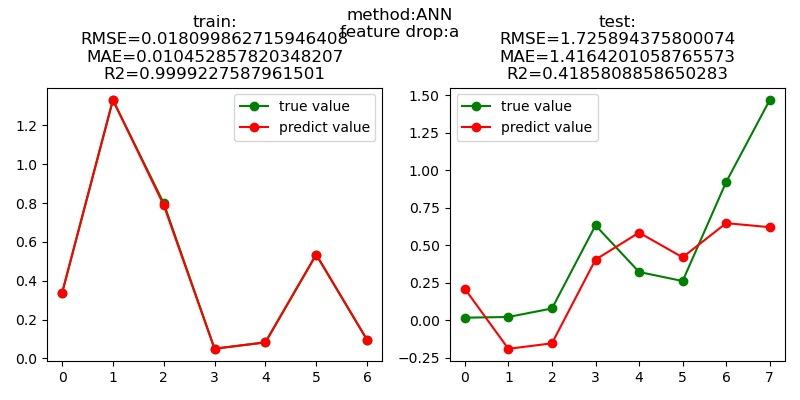 method:ANN
feature drop:a
train:
RMSE=0.018099862715946408
MAE=0.010452857820348207
R2=0.9999227587961501
true value
predict value
1.2
1.0
0.8
0.6
0.4
0.2
0.0
0 1 2 3 4 5 6
test:
RMSE=1.725894375800074
MAE=1.4164201058765573
R2=0.4185808858650283
true value
predict value
1.50
1.25
1.00
0.75
0.50
0.25
0.00
−0.25
0 1 2 3 4 5 6 7